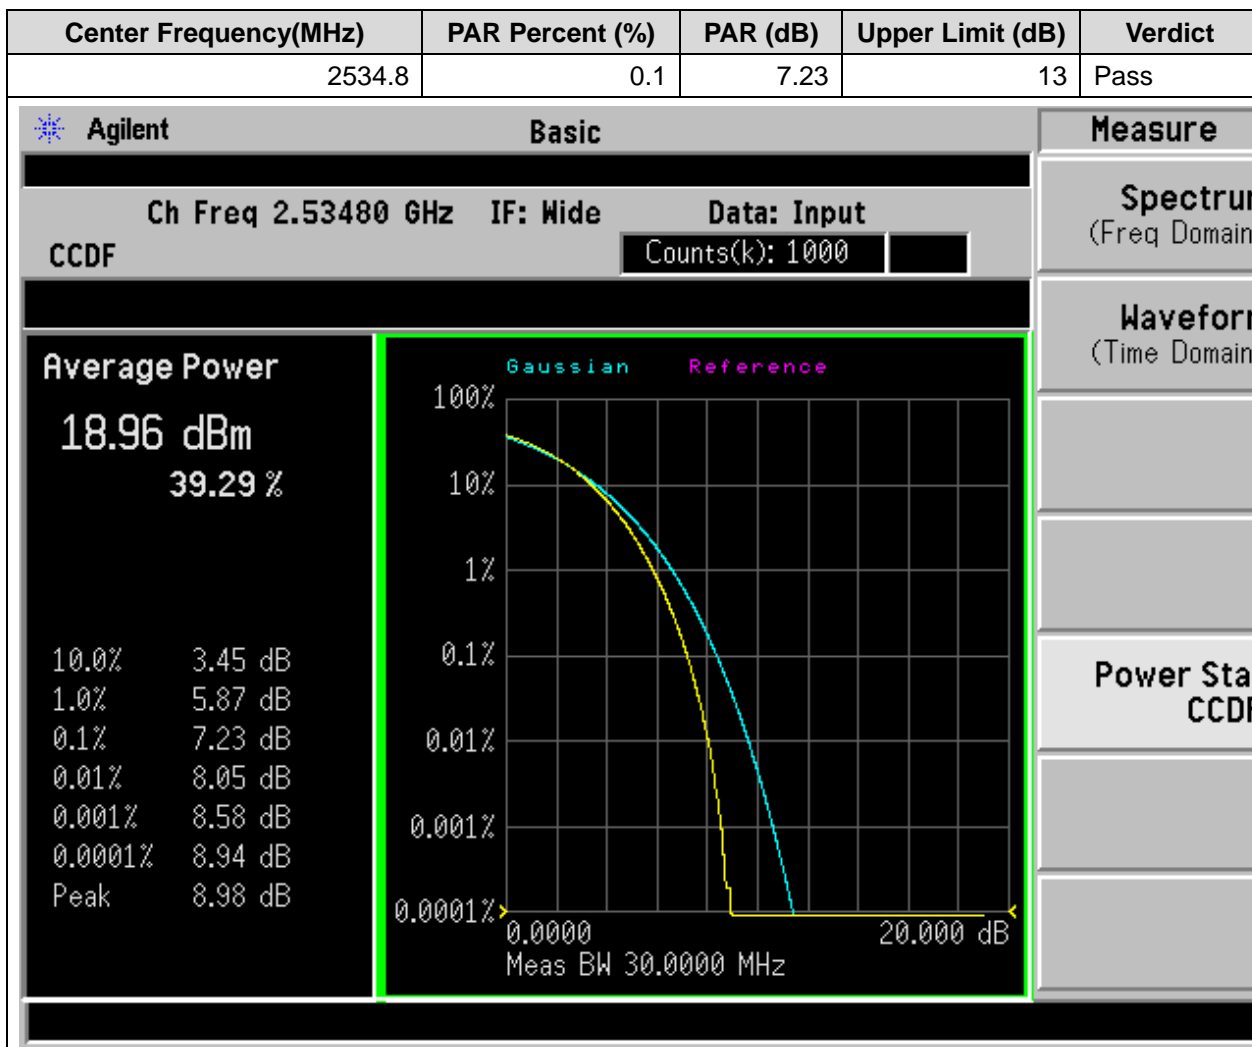 Center Frequency(MHz) PAR Percent (%) PAR (dB) Upper Limit (dB) Verdict
2534.8 0.1 7.23 13 Pass
Agilent Basic Measure
Ch Freq 2.53480 GHz IF: Wide Data: Input
CCDF Counts(k): 1000
Spectrum
(Freq Domain
Waveform
(Time Domain
Power Sta
CCDF
Average Power
18.96 dBm
39.29 %
10.0% 3.45 dB
1.0% 5.87 dB
0.1% 7.23 dB
0.01% 8.05 dB
0.001% 8.58 dB
0.0001% 8.94 dB
Peak 8.98 dB
Gaussian Reference
100%
10%
1%
0.1%
0.01%
0.001%
0.0001%
0.0000 20.000 dB
Meas BW 30.0000 MHz